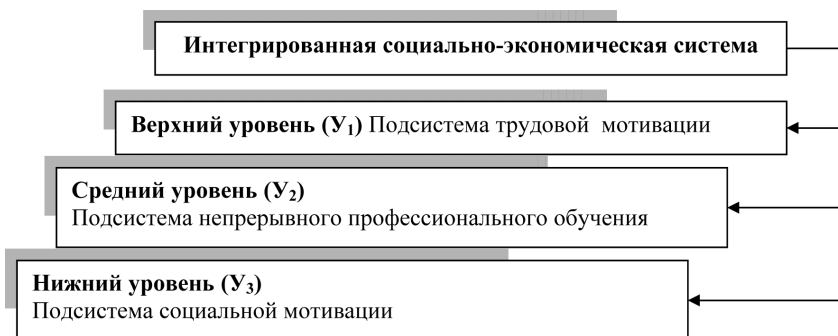 Интегрированная социально-экономическая система
Верхний уровень (У₁) Подсистема трудовой мотивации
Средний уровень (У₂)
Подсистема непрерывного профессионального обучения
Нижний уровень (У₃)
Подсистема социальной мотивации